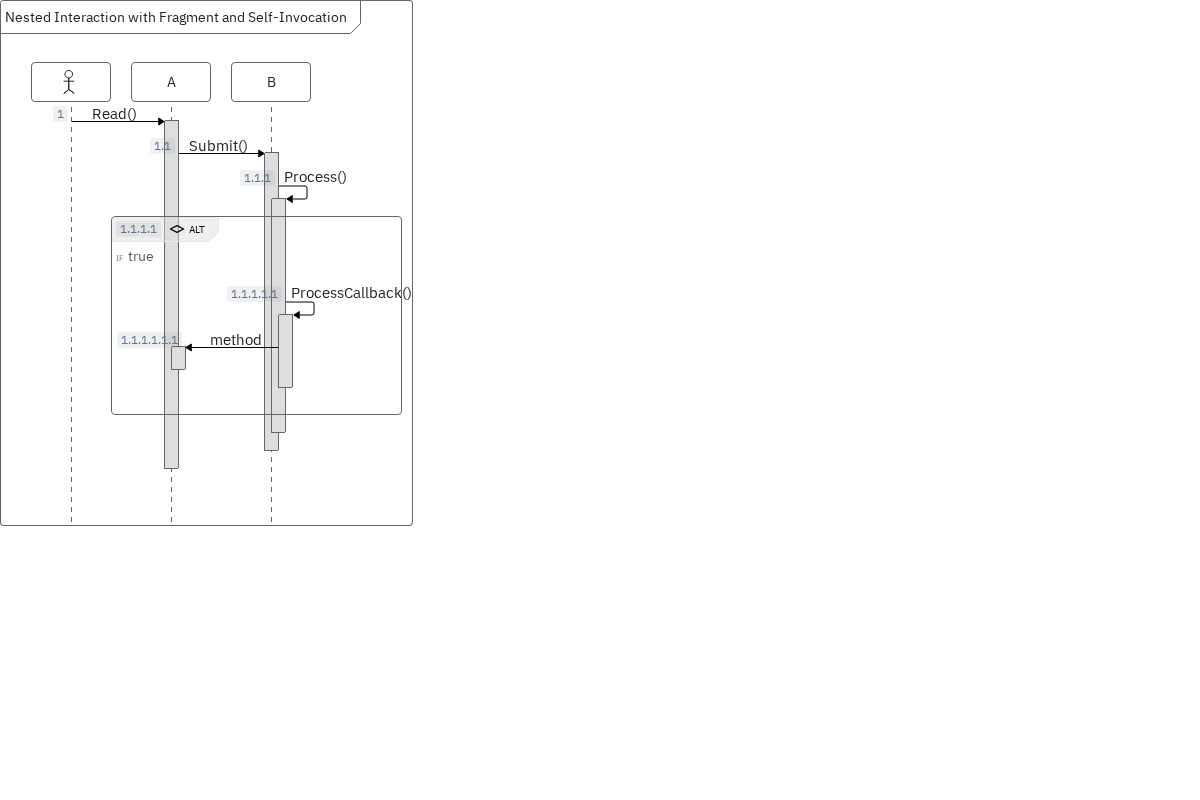 Nested Interaction with Fragment and Self-Invocation
A
B
1
Read()
1.1
Submit()
1.1.1
Process()
1.1.1.1
ALT
IF true
1.1.1.1.1
ProcessCallback()
1.1.1.1.1.1
method